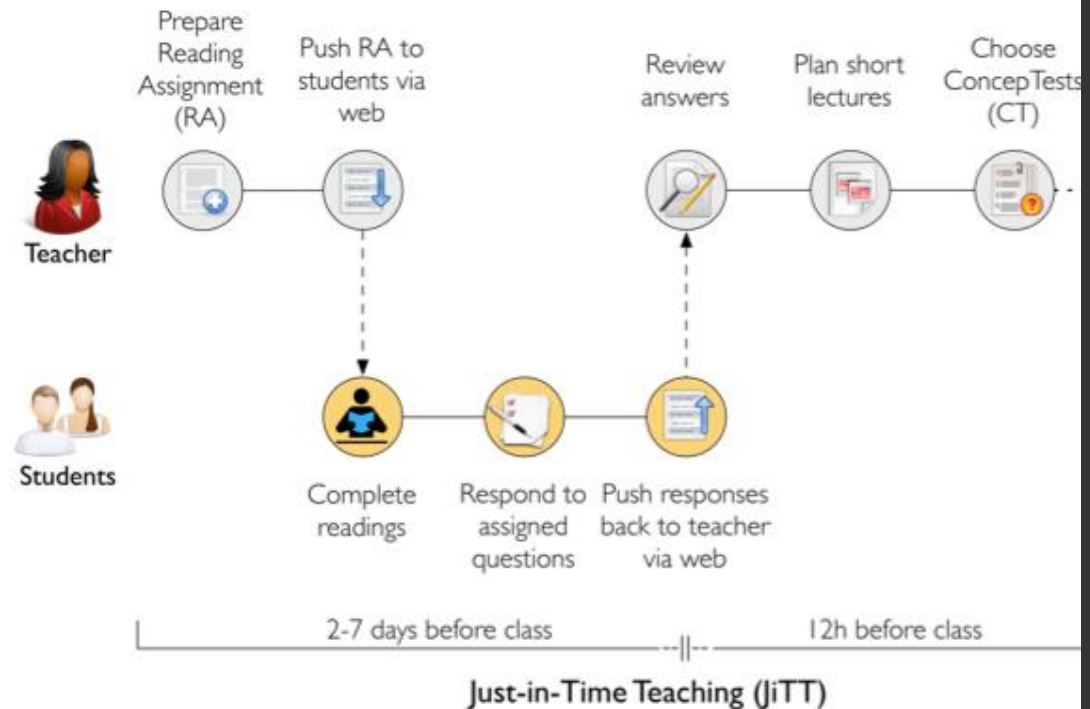 Prepare
Reading
Assignment
(RA)
Push RA to
students via
web
Review
answers
Plan short
lectures
Choose
ConcepTests
(CT)
?
Teacher
Students
Complete
readings
Respond to
assigned
questions
Push responses
back to teacher
via web
2-7 days before class
12h before class
Just-in-Time Teaching (JiTT)